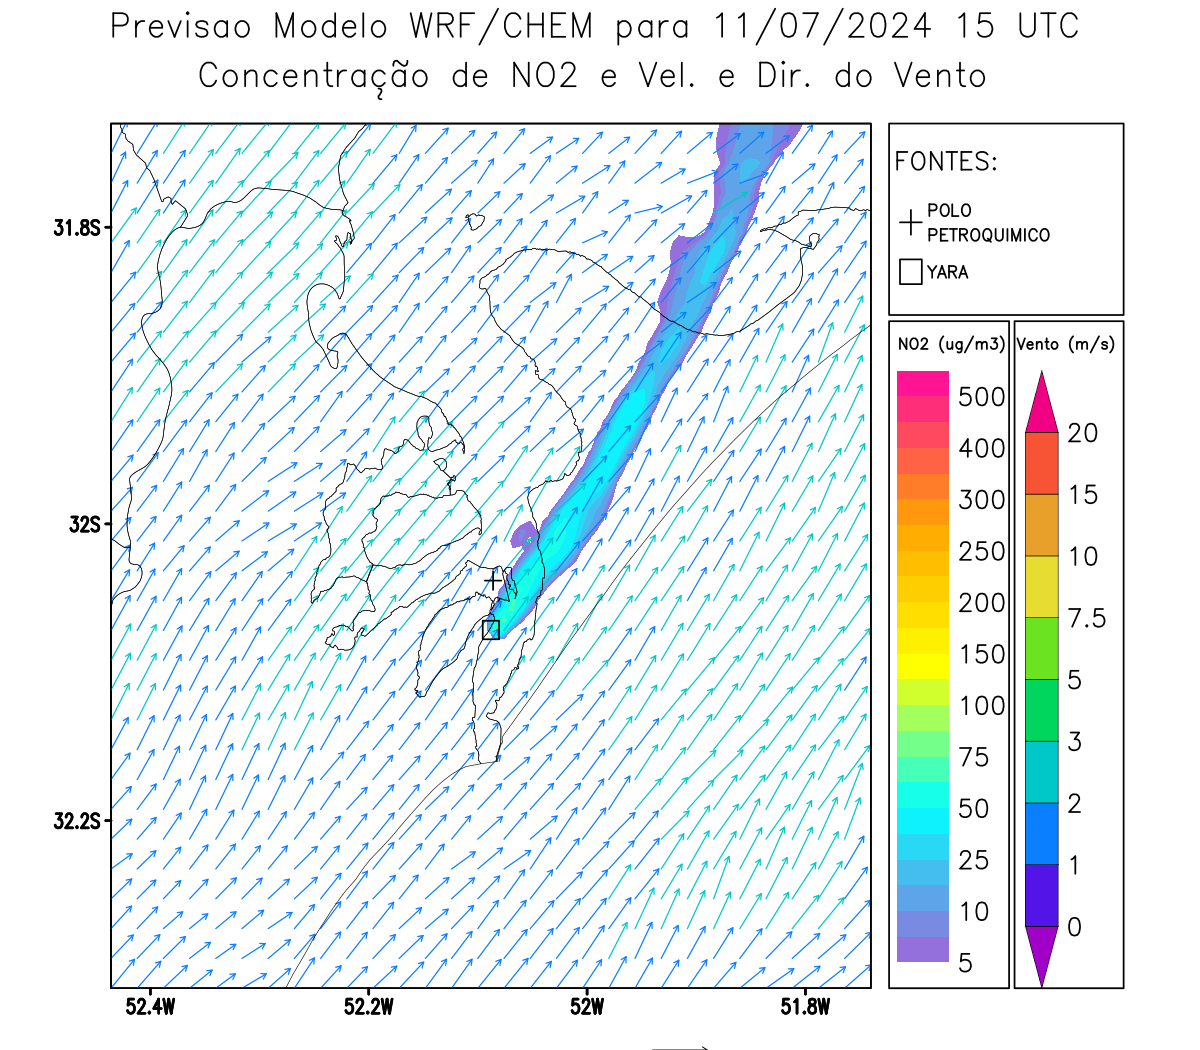 Previsao Modelo WRF/CHEM para 11/07/2024 15 UTC
Concentração de NO2 e Vel. e Dir. do Vento
FONTES:
POLO
PETROQUIMICO
YARA
NO2 (ug/m3)
500
400
300
250
200
150
100
75
50
25
10
5
Vento (m/s)
20
15
10
7.5
5
3
2
1
0
31.8S
32S
32.2S
52.4W
52.2W
52W
51.8W